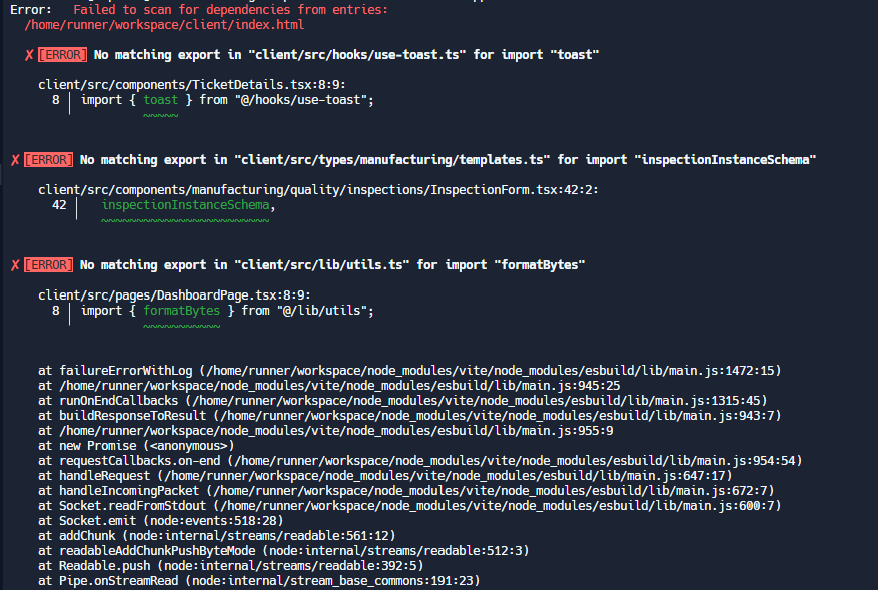 Error:   Failed to scan for dependencies from entries:
/home/runner/workspace/client/index.html
✗ [ERROR] No matching export in "client/src/hooks/use-toast.ts" for import "toast"
client/src/components/TicketDetails.tsx:8:9:
8 │ import { toast } from "@/hooks/use-toast";
~~~~~
✗ [ERROR] No matching export in "client/src/types/manufacturing/templates.ts" for import "inspectionInstanceSchema"
client/src/components/manufacturing/quality/inspections/InspectionForm.tsx:42:2:
42 │ inspectionInstanceSchema,
~~~~~~~~~~~~~~~~~~~~~~~~
✗ [ERROR] No matching export in "client/src/lib/utils.ts" for import "formatBytes"
client/src/pages/DashboardPage.tsx:8:9:
8 │ import { formatBytes } from "@/lib/utils";
~~~~~~~~~~~
at failureErrorWithLog (/home/runner/workspace/node_modules/vite/node_modules/esbuild/lib/main.js:1472:15)
at /home/runner/workspace/node_modules/vite/node_modules/esbuild/lib/main.js:945:25
at runOnEndCallbacks (/home/runner/workspace/node_modules/vite/node_modules/esbuild/lib/main.js:1315:45)
at buildResponseToResult (/home/runner/workspace/node_modules/vite/node_modules/esbuild/lib/main.js:943:7)
at /home/runner/workspace/node_modules/vite/node_modules/esbuild/lib/main.js:955:9
at new Promise (<anonymous>)
at requestCallbacks.on-end (/home/runner/workspace/node_modules/vite/node_modules/esbuild/lib/main.js:954:54)
at handleRequest (/home/runner/workspace/node_modules/vite/node_modules/esbuild/lib/main.js:647:17)
at handleIncomingPacket (/home/runner/workspace/node_modules/vite/node_modules/esbuild/lib/main.js:672:7)
at Socket.readFromStdout (/home/runner/workspace/node_modules/vite/node_modules/esbuild/lib/main.js:600:7)
at Socket.emit (node:events:518:28)
at addChunk (node:internal/streams/readable:561:12)
at readableAddChunkPushByteMode (node:internal/streams/readable:512:3)
at Readable.push (node:internal/streams/readable:392:5)
at Pipe.onStreamRead (node:internal/stream_base_commons:191:23)